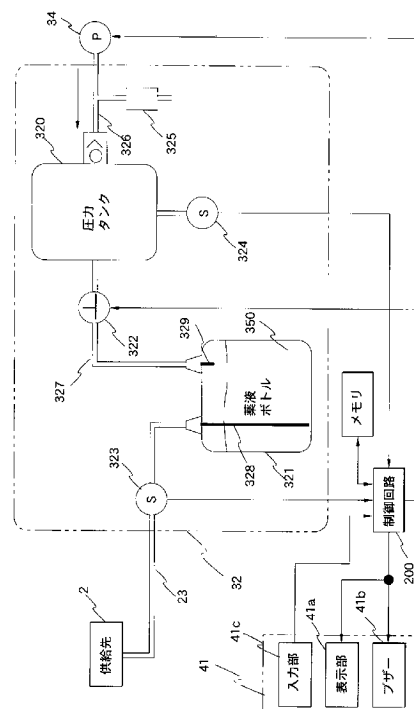 34
P
320
326
325
圧力
タンク
S
324
322
327
329
350
薬液
ボトル
328
321
323
S
メモリ
制御回路
200
32
23
2
供給先
41
41c
入力部
41a
表示部
41b
ブザー